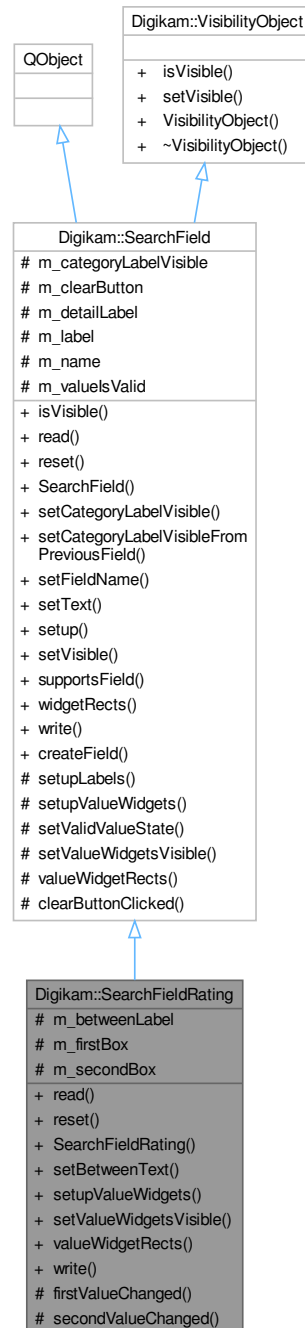 Digikam::VisibilityObject
+ isVisible()
+ setVisible()
+ VisibilityObject()
+ ~VisibilityObject()
QObject
Digikam::SearchField
# m_categoryLabelVisible
# m_clearButton
# m_detailLabel
# m_label
# m_name
# m_valueIsValid
+ isVisible()
+ read()
+ reset()
+ SearchField()
+ setCategoryLabelVisible()
+ setCategoryLabelVisibleFrom
PreviousField()
+ setFieldName()
+ setText()
+ setup()
+ setVisible()
+ supportsField()
+ widgetRects()
+ write()
+ createField()
# setupLabels()
# setupValueWidgets()
# setValidValueState()
# setValueWidgetsVisible()
# valueWidgetRects()
# clearButtonClicked()
Digikam::SearchFieldRating
# m_betweenLabel
# m_firstBox
# m_secondBox
+ read()
+ reset()
+ SearchFieldRating()
+ setBetweenText()
+ setupValueWidgets()
+ setValueWidgetsVisible()
+ valueWidgetRects()
+ write()
# firstValueChanged()
# secondValueChanged()